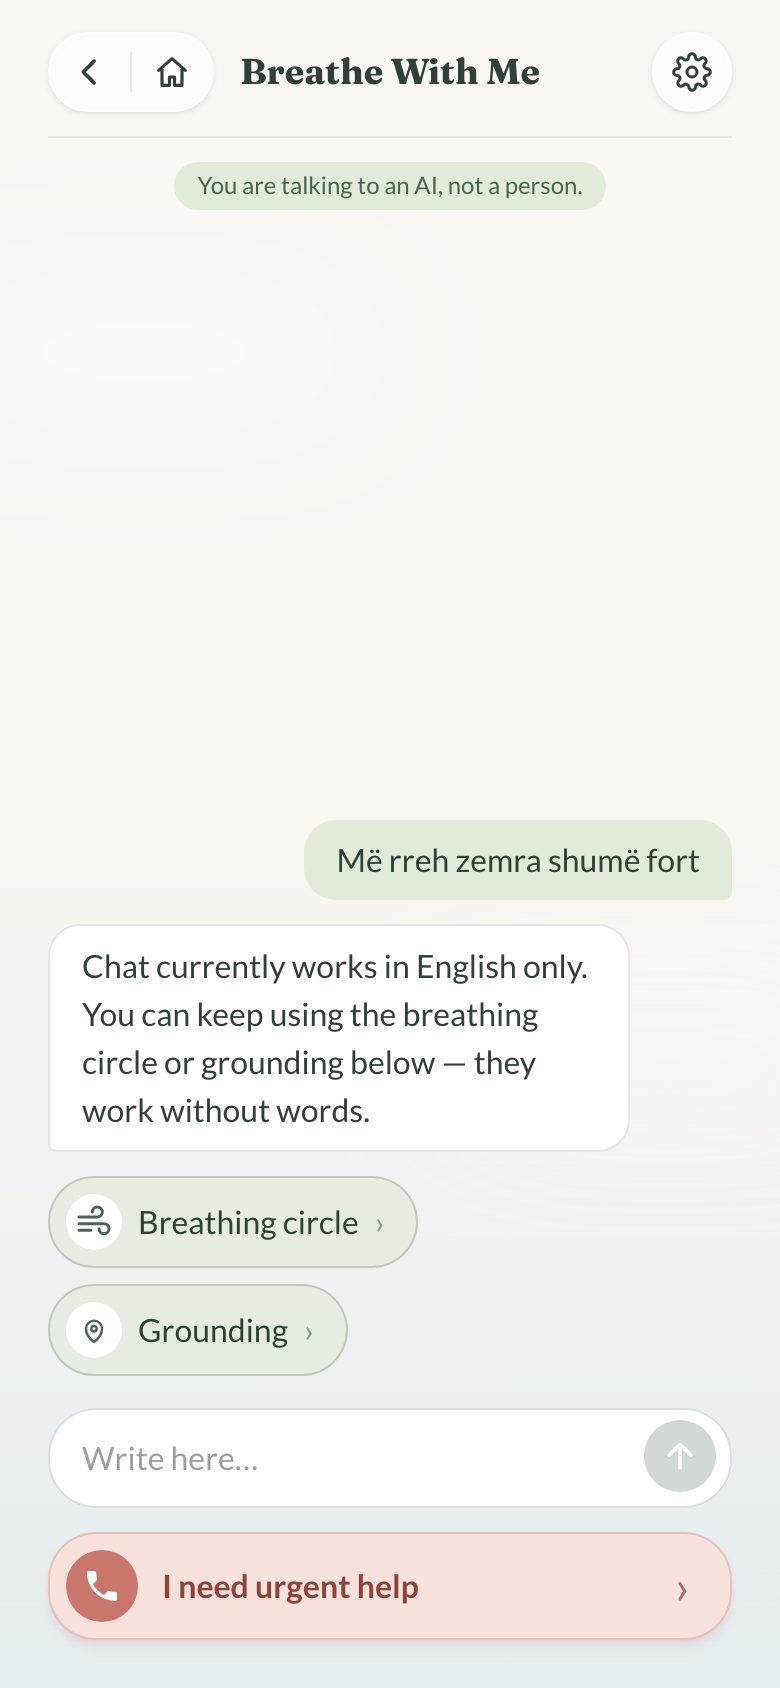 Breathe With Me
You are talking to an AI, not a person.
Më rreh zemra shumë fort
Chat currently works in English only.
You can keep using the breathing
circle or grounding below — they
work without words.
Breathing circle ›
Grounding ›
Write here...
I need urgent help ›